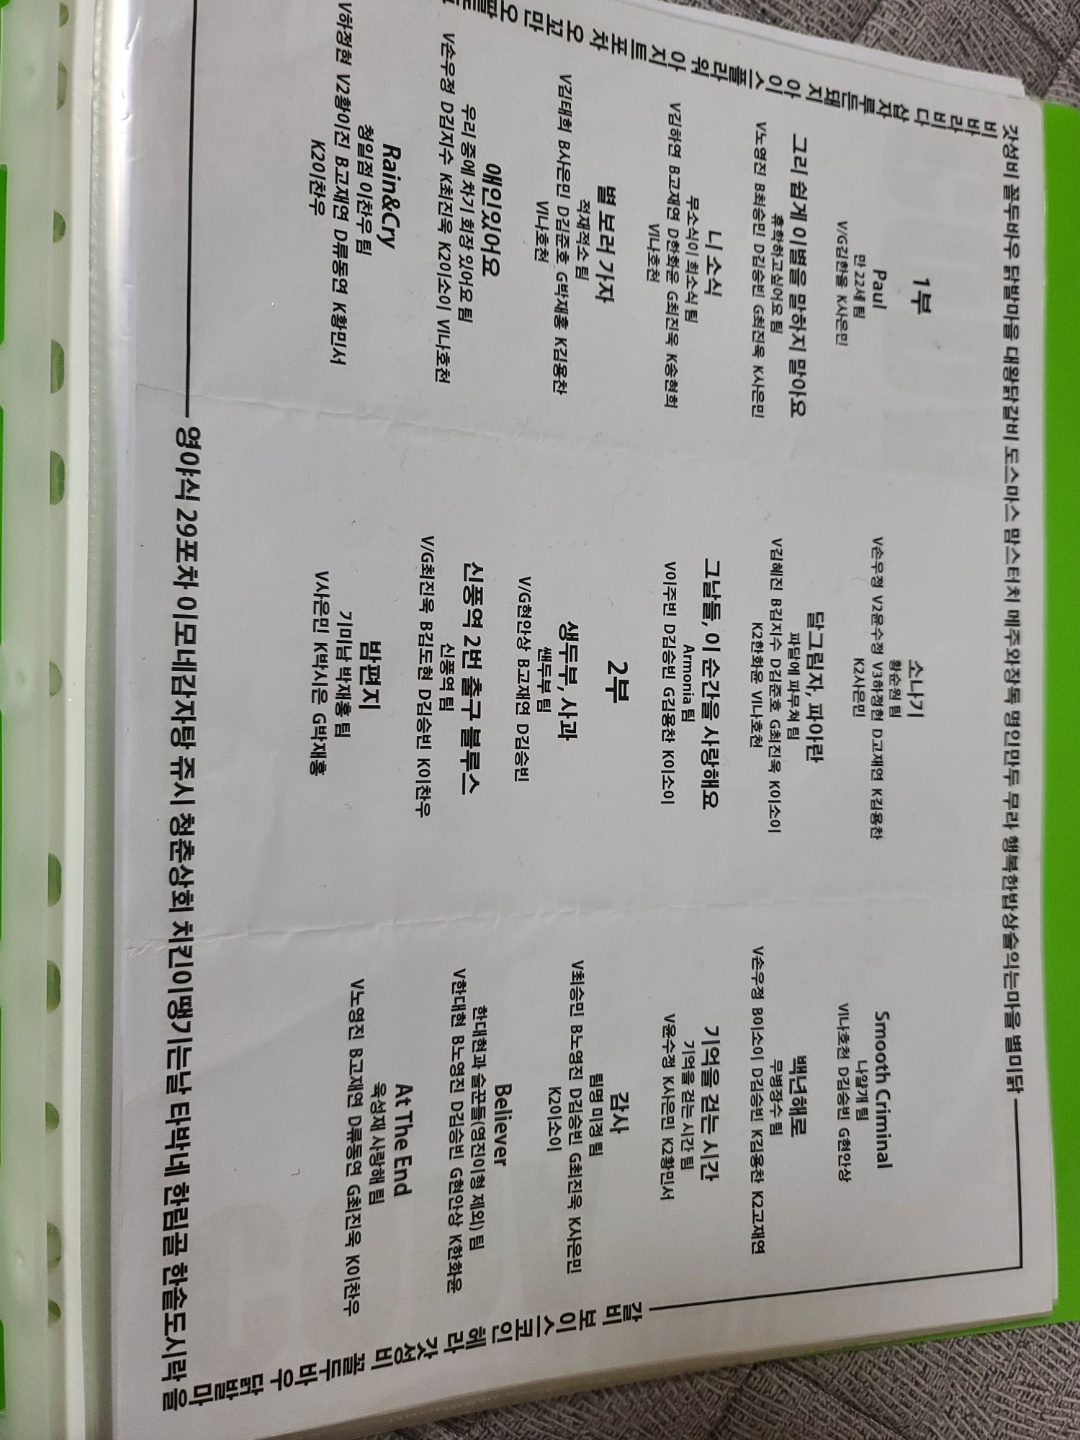 갓성비 꼴두바우 닭발마을 대왕닭갈비 도스마스 맘스터치 메주와장독 명인만두 무라 행복한밥상술익는마을 별미닭
비바라비다 삽자루든돼지 아이스플라워 아지트포차 오꼬만 오팔도
1부
Paul
만 22세 팀
V/G김한울 K사은민
그리 쉽게 이별을 말하지 말아요
휴학하고싶어요 팀
V노영진 B최승민 D김승빈 G최진욱 K사은민
니 소식
무소식이 희소식 팀
V김하연 B고재연 D한화윤 G최진욱 K송현희
VI나호천
별 보러 가자
적재적소 팀
V김태희 B사은민 D김준호 G박재홍 K김용찬
VI나호천
애인있어요
우리 중에 차기 회장 있어요 팀
V손우정 D김지수 K최진욱 K2이소이 VI나호천
Rain&Cry
청일점 이찬우 팀
V하정현 V2황이진 B고재연 D류동연 K황민서
K2이찬우
소나기
황순원 팀
V손우정 V2윤수정 V3하정현 D고재연 K김용찬
K2사은민
달그림자, 파아란
파달에 파무쳐 팀
V김혜진 B김지수 D김준호 G최진욱 K이소이
K2한화윤 VI나호천
그날들, 이 순간을 사랑해요
Armonia 팀
V이주빈 D김승빈 G김용찬 K이소이
2부
생두부, 사과
쌘두부 팀
V/G현안상 B고재연 D김승빈
신풍역 2번 출구 블루스
신풍역 팀
V/G최진욱 B김도현 D김승빈 K이찬우
밤편지
기미남 박재홍 팀
V사은민 K박시은 G박재홍
Smooth Criminal
나얄개 팀
VI나호천 D김승빈 G현안상
백년해로
무병장수 팀
V손우정 B이소이 D김승빈 K김용찬 K2고재연
기억을 걷는 시간
기억을 걷는 시간 팀
V윤수정 K사은민 K2황민서
감사
팀명 미정 팀
V최승민 B노영진 D김승빈 G최진욱 K사은민
K2이소이
Believer
한대현과 술꾼들(영진이형 제외) 팀
V한대현 B노영진 D김승빈 G현안상 K한화윤
At The End
육성재 사랑해 팀
V노영진 B고재연 D류동연 G최진욱 K이찬우
갈비 보이스코인 헤라 갓성비 꼴두바우 닭발마을
영야식 29포차 이모네감자탕 쥬시 청춘상회 치킨이땡기는날 타박네 한림골 한솥도시락